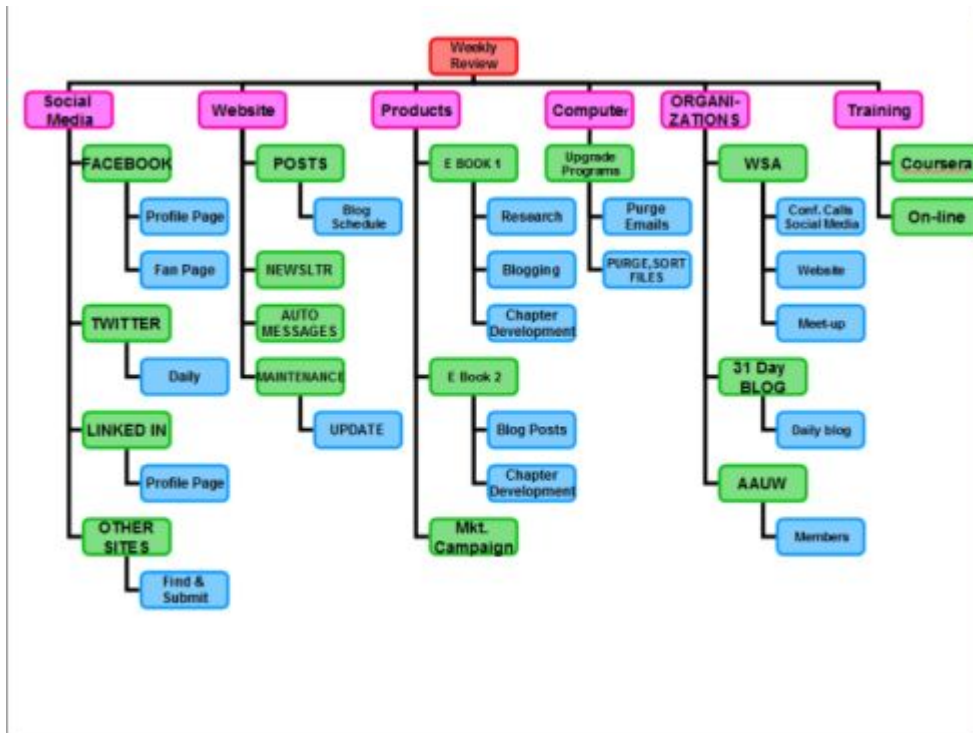 Weekly
Review
Social
Media
Website
Products
Computer
ORGANI-
ZATIONS
Training
FACEBOOK
Profile Page
Fan Page
TWITTER
Daily
LINKED IN
Profile Page
OTHER
SITES
Find &
Submit
POSTS
Blog
Schedule
NEWSLTR
AUTO
MESSAGES
MAINTENANCE
UPDATE
E BOOK 1
Research
Blogging
Chapter
Development
E Book 2
Blog Posts
Chapter
Development
Mkt.
Campaign
Upgrade
Programs
Purge
Emails
PURGE,SORT
FILES
WSA
Conf. Calls
Social Media
Website
Meet-up
31 Day
BLOG
Daily blog
AAUW
Members
Coursera
On-line